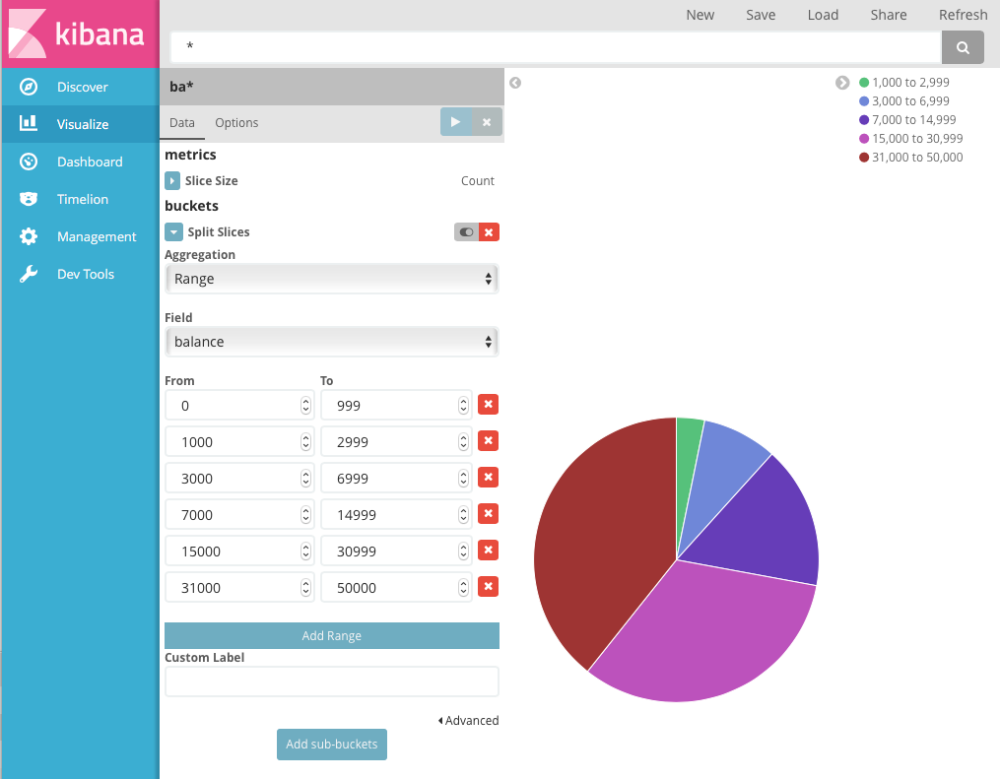 kibana
New Save Load Share Refresh
*
Discover
Visualize
Dashboard
Timelion
Management
Dev Tools
ba*
Data Options
metrics
Slice Size Count
buckets
Split Slices
Aggregation
Range
Field
balance
From To
0 999
1000 2999
3000 6999
7000 14999
15000 30999
31000 50000
Add Range
Custom Label
Advanced
Add sub-buckets
1,000 to 2,999
3,000 to 6,999
7,000 to 14,999
15,000 to 30,999
31,000 to 50,000